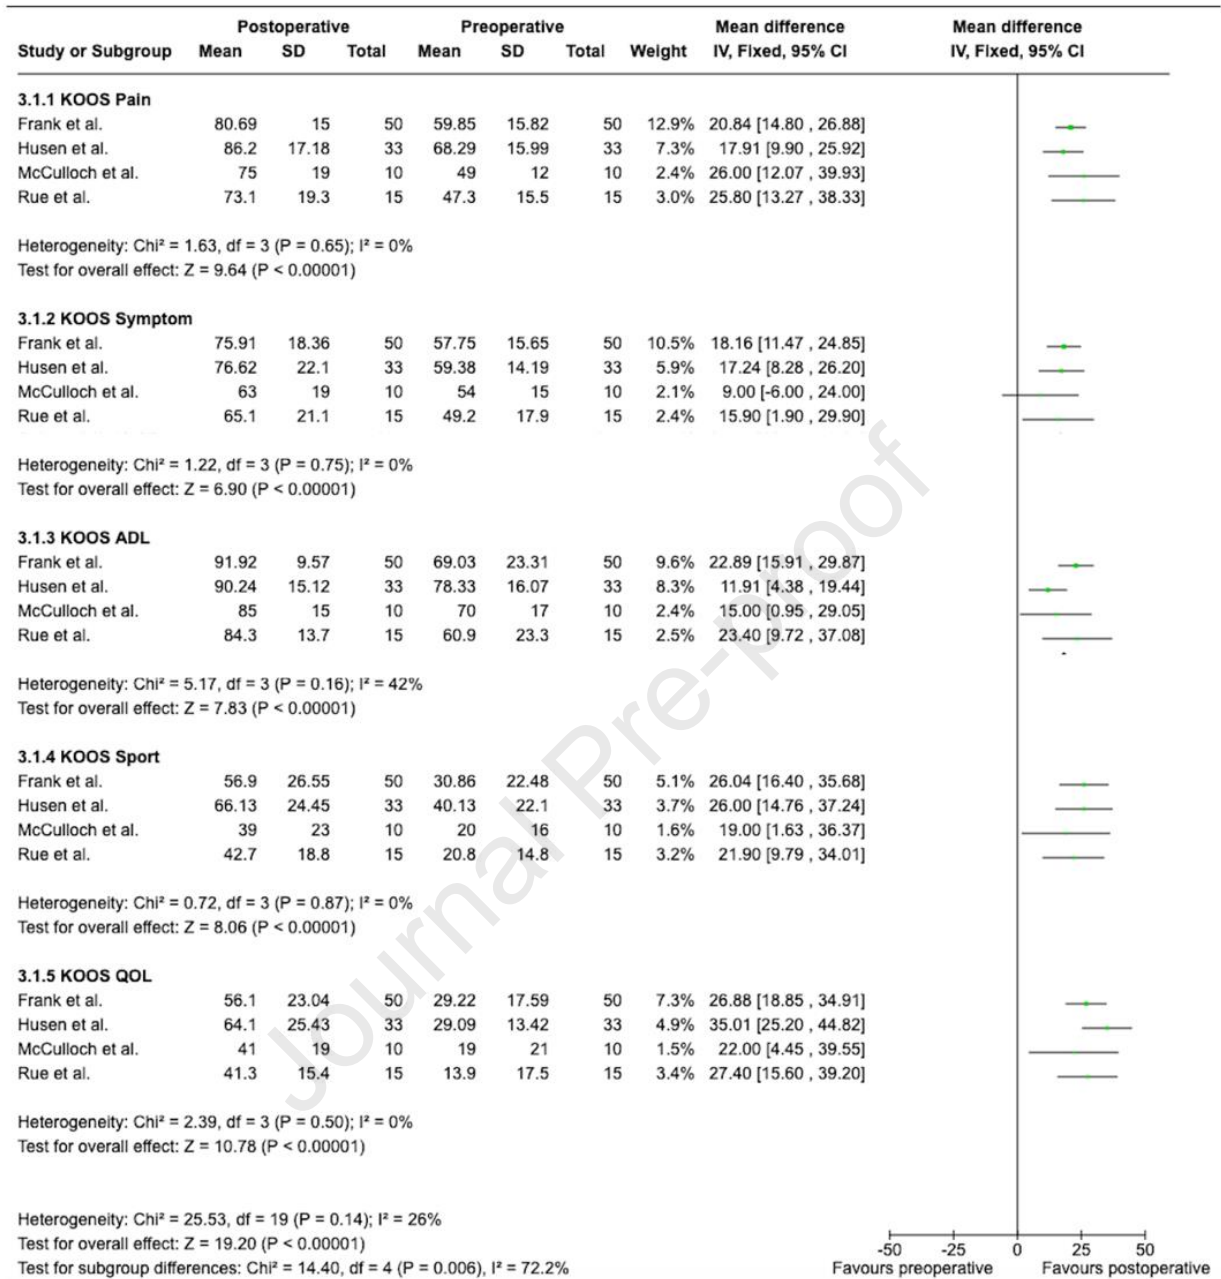 Postoperative Preoperative Mean difference Mean difference
Study or Subgroup Mean SD Total Mean SD Total Weight IV, Fixed, 95% CI IV, Fixed, 95% CI
3.1.1 KOOS Pain
Frank et al. 80.69 15 50 59.85 15.82 50 12.9% 20.84 [14.80 , 26.88]
Husen et al. 86.2 17.18 33 68.29 15.99 33 7.3% 17.91 [9.90 , 25.92]
McCulloch et al. 75 19 10 49 12 10 2.4% 26.00 [12.07 , 39.93]
Rue et al. 73.1 19.3 15 47.3 15.5 15 3.0% 25.80 [13.27 , 38.33]
Heterogeneity: Chi² = 1.63, df = 3 (P = 0.65); I² = 0%
Test for overall effect: Z = 9.64 (P < 0.00001)
3.1.2 KOOS Symptom
Frank et al. 75.91 18.36 50 57.75 15.65 50 10.5% 18.16 [11.47 , 24.85]
Husen et al. 76.62 22.1 33 59.38 14.19 33 5.9% 17.24 [8.28 , 26.20]
McCulloch et al. 63 19 10 54 15 10 2.1% 9.00 [-6.00 , 24.00]
Rue et al. 65.1 21.1 15 49.2 17.9 15 2.4% 15.90 [1.90 , 29.90]
Heterogeneity: Chi² = 1.22, df = 3 (P = 0.75); I² = 0%
Test for overall effect: Z = 6.90 (P < 0.00001)
3.1.3 KOOS ADL
Frank et al. 91.92 9.57 50 69.03 23.31 50 9.6% 22.89 [15.91 , 29.87]
Husen et al. 90.24 15.12 33 78.33 16.07 33 8.3% 11.91 [4.38 , 19.44]
McCulloch et al. 85 15 10 70 17 10 2.4% 15.00 [0.95 , 29.05]
Rue et al. 84.3 13.7 15 60.9 23.3 15 2.5% 23.40 [9.72 , 37.08]
Heterogeneity: Chi² = 5.17, df = 3 (P = 0.16); I² = 42%
Test for overall effect: Z = 7.83 (P < 0.00001)
3.1.4 KOOS Sport
Frank et al. 56.9 26.55 50 30.86 22.48 50 5.1% 26.04 [16.40 , 35.68]
Husen et al. 66.13 24.45 33 40.13 22.1 33 3.7% 26.00 [14.76 , 37.24]
McCulloch et al. 39 23 10 20 16 10 1.6% 19.00 [1.63 , 36.37]
Rue et al. 42.7 18.8 15 20.8 14.8 15 3.2% 21.90 [9.79 , 34.01]
Heterogeneity: Chi² = 0.72, df = 3 (P = 0.87); I² = 0%
Test for overall effect: Z = 8.06 (P < 0.00001)
3.1.5 KOOS QOL
Frank et al. 56.1 23.04 50 29.22 17.59 50 7.3% 26.88 [18.85 , 34.91]
Husen et al. 64.1 25.43 33 29.09 13.42 33 4.9% 35.01 [25.20 , 44.82]
McCulloch et al. 41 19 10 19 21 10 1.5% 22.00 [4.45 , 39.55]
Rue et al. 41.3 15.4 15 13.9 17.5 15 3.4% 27.40 [15.60 , 39.20]
Heterogeneity: Chi² = 2.39, df = 3 (P = 0.50); I² = 0%
Test for overall effect: Z = 10.78 (P < 0.00001)
Heterogeneity: Chi² = 25.53, df = 19 (P = 0.14); I² = 26%
Test for overall effect: Z = 19.20 (P < 0.00001)
Test for subgroup differences: Chi² = 14.40, df = 4 (P = 0.006), I² = 72.2%
-50 -25 0 25 50
Favours preoperative Favours postoperative
Journal Pre-proof